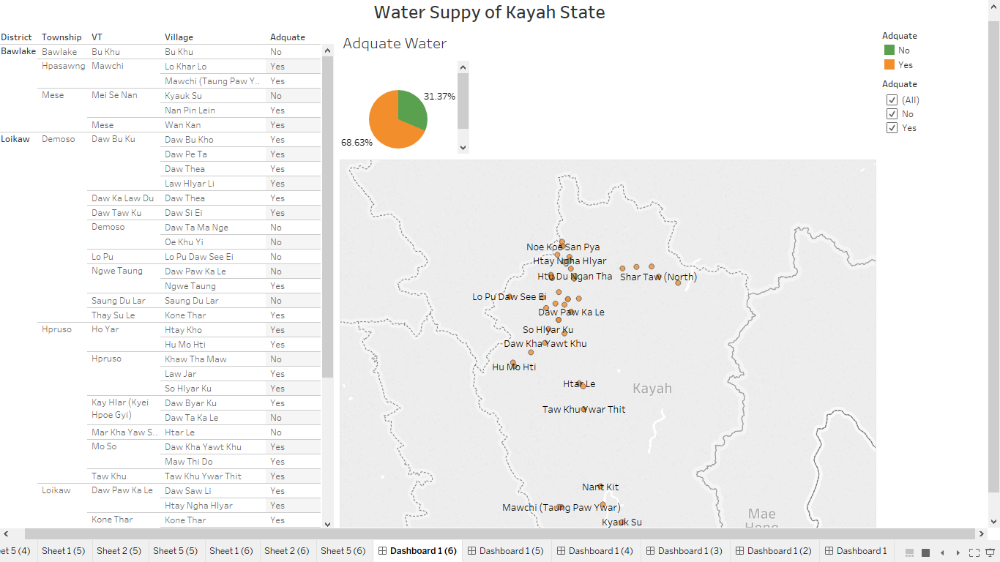 Water Suppy of Kayah State
District Township VT Village Adquate
Bawlake Bawlake Bu Khu Bu Khu No
Hpasawng Mawchi Lo Khar Lo Yes
Mawchi (Taung Paw Y.. Yes
Mese Mei Se Nan Kyauk Su No
Nan Pin Lein Yes
Mese Wan Kan Yes
Loikaw Demoso Daw Bu Ku Daw Bu Kho Yes
Daw Pe Ta Yes
Daw Thea Yes
Law Hlyar Li Yes
Daw Ka Law Du Daw Thea Yes
Daw Taw Ku Daw Si Ei Yes
Demoso Daw Ta Ma Nge No
Oe Khu Yi No
Lo Pu Lo Pu Daw See Ei No
Ngwe Taung Daw Paw Ka Le No
Ngwe Taung Yes
Saung Du Lar Saung Du Lar No
Thay Su Le Kone Thar Yes
Hpruso Ho Yar Htay Kho Yes
Hu Mo Hti Yes
Hpruso Khaw Tha Maw No
Law Jar Yes
So Hlyar Ku Yes
Kay Hlar (Kyei Hpoe Gyi) Daw Byar Ku Yes
Daw Ta Ka Le No
Mar Kha Yaw S.. Htar Le No
Mo So Daw Kha Yawt Khu Yes
Maw Thi Do Yes
Taw Khu Taw Khu Ywar Thit Yes
Loikaw Daw Paw Ka Le Daw Saw Li Yes
Htay Ngha Hlyar Yes
Kone Thar Kone Thar Yes
Adquate Water
31.37%
68.63%
Noe Koe San Pya
Htay Ngha Hlyar
Htu Du Ngan Tha
Shar Taw (North)
Lo Pu Daw See Ei
Daw Paw Ka Le
So Hlyar Ku
Daw Kha Yawt Khu
Hu Mo Hti
Htar Le
Kayah
Taw Khu Ywar Thit
Nant Kit
Mawchi (Taung Paw Ywar)
Kyauk Su
Mae
Hong
Adquate
No
Yes
Adquate
(All)
No
Yes
et 5 (4) Sheet 1 (5) Sheet 2 (5) Sheet 5 (5) Sheet 1 (6) Sheet 2 (6) Sheet 5 (6) Dashboard 1 (6) Dashboard 1 (5) Dashboard 1 (4) Dashboard 1 (3) Dashboard 1 (2) Dashboard 1